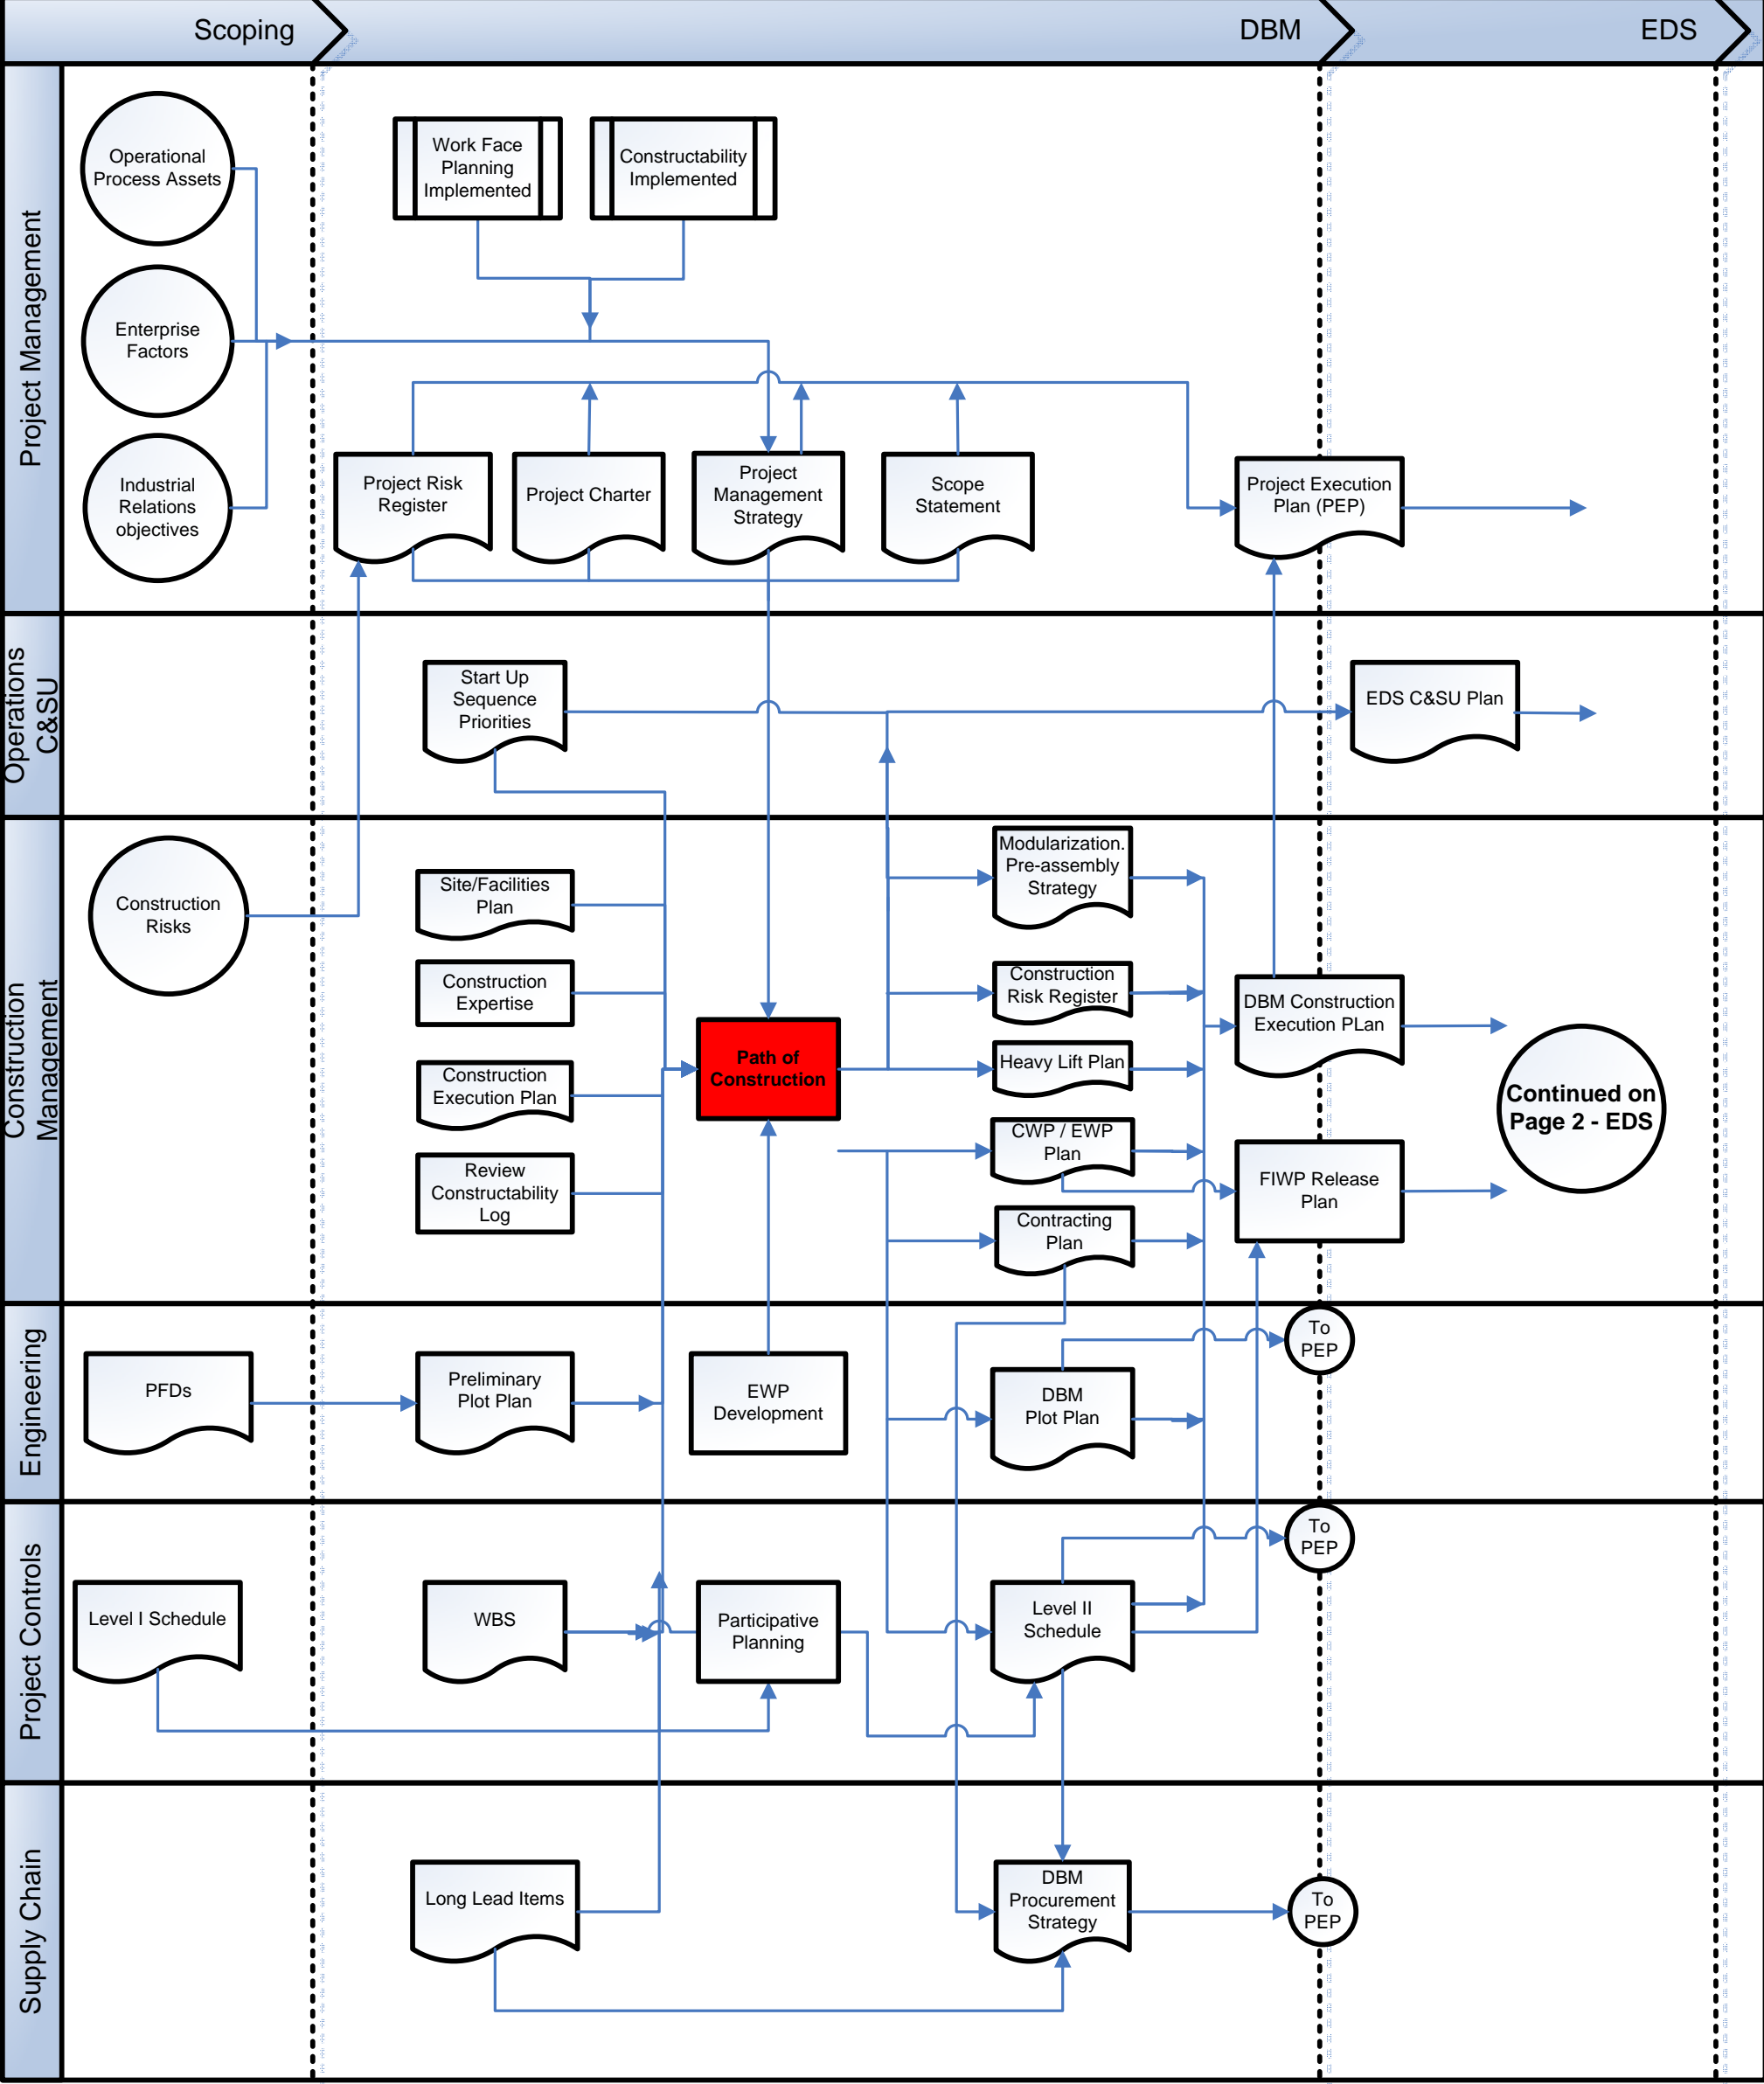 Scoping
DBM
EDS
Project Management
Operational
Process Assets
Enterprise
Factors
Industrial
Relations
objectives
Work Face
Planning
Implemented
Constructability
Implemented
Project Risk
Register
Project Charter
Project
Management
Strategy
Scope
Statement
Project Execution
Plan (PEP)
Operations
C&SU
Start Up
Sequence
Priorities
EDS C&SU Plan
Construction
Management
Construction
Risks
Site/Facilities
Plan
Construction
Expertise
Construction
Execution Plan
Review
Constructability
Log
Path of
Construction
Modularization.
Pre-assembly
Strategy
Construction
Risk Register
Heavy Lift Plan
CWP / EWP
Plan
Contracting
Plan
DBM Construction
Execution PLan
FIWP Release
Plan
Continued on
Page 2 - EDS
Engineering
PFDs
Preliminary
Plot Plan
EWP
Development
DBM
Plot Plan
To
PEP
Project Controls
Level I Schedule
WBS
Participative
Planning
Level II
Schedule
To
PEP
Supply Chain
Long Lead Items
DBM
Procurement
Strategy
To
PEP